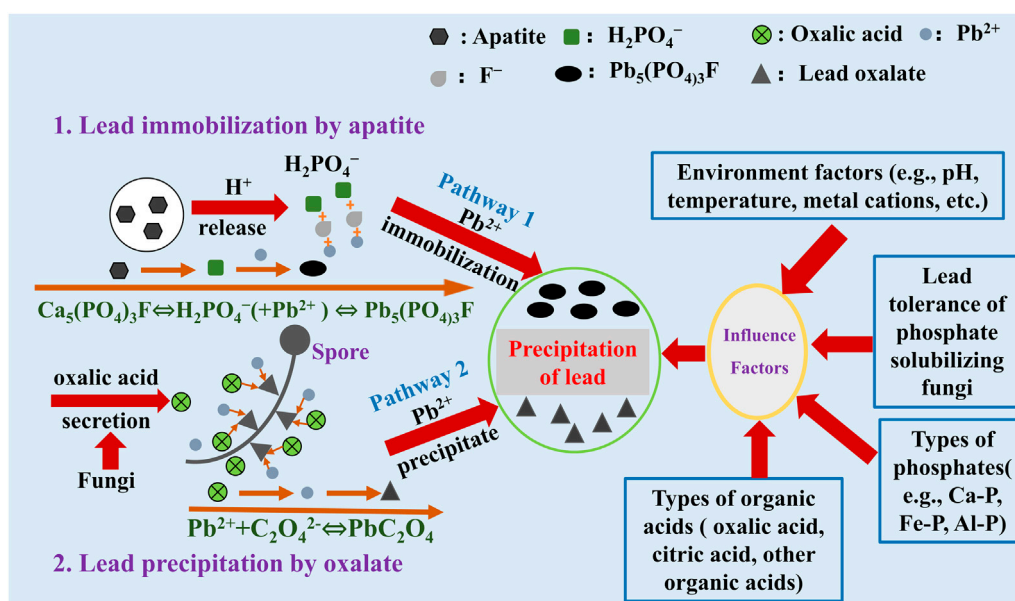 : Apatite
: H₂PO₄⁻
: Oxalic acid
: Pb²⁺
: F⁻
: Pb₅(PO₄)₃F
: Lead oxalate
1. Lead immobilization by apatite
H⁺
release
H₂PO₄⁻
Ca₅(PO₄)₃F⇔H₂PO₄⁻(+Pb²⁺ ) ⇔ Pb₅(PO₄)₃F
Pathway 1
Pb²⁺
immobilization
Spore
oxalic acid
secretion
Fungi
Pathway 2
Pb²⁺
precipitate
Pb²⁺+C₂O₄²⁻⇔PbC₂O₄
2. Lead precipitation by oxalate
Precipitation
of lead
Influence
Factors
Environment factors (e.g., pH,
temperature, metal cations, etc.)
Lead
tolerance of
phosphate
solubilizing
fungi
Types of
phosphates(
e.g., Ca-P,
Fe-P, Al-P)
Types of organic
acids ( oxalic acid,
citric acid, other
organic acids)